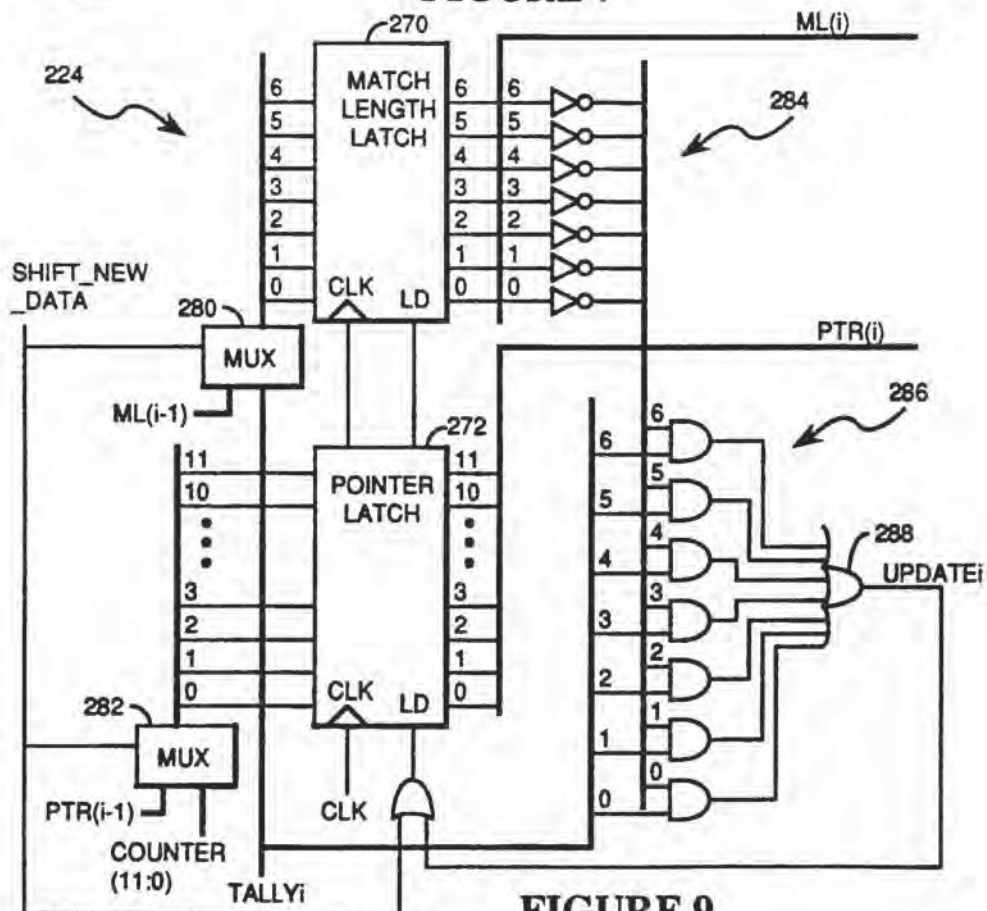 270
ML(i)
224
MATCH
LENGTH
LATCH
284
6 6 6
5 5 5
4 4 4
3 3 3
2 2 2
1 1 1
0 CLK LD 0 0
SHIFT_NEW
_DATA
280
MUX
PTR(i)
ML(i-1)
272
286
POINTER
LATCH
11 11
10 10
3 3
2 2
1 1
0 CLK LD 0
6 6
5 5
4 4
3 3
2 2
1 1
0 0
288
UPDATEi
282
MUX
PTR(i-1)
CLK
COUNTER
(11:0)
TALLYi
FIGURE 9